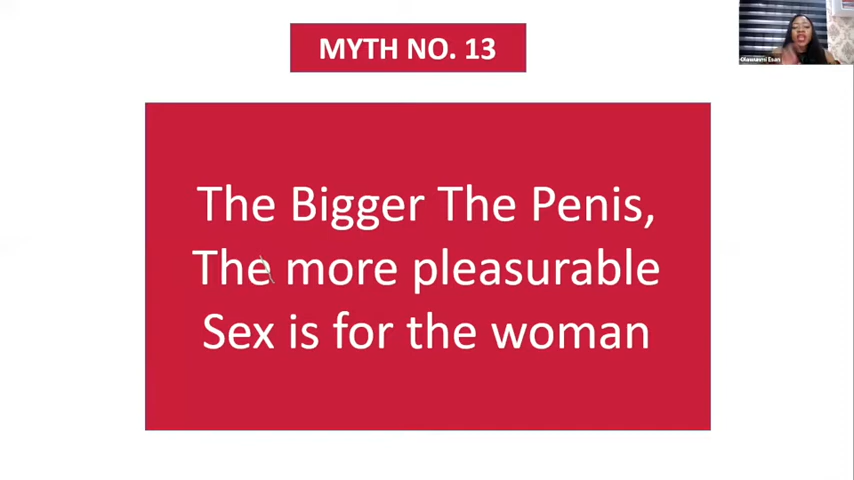 MYTH NO. 13
The Bigger The Penis,
The more pleasurable
Sex is for the woman